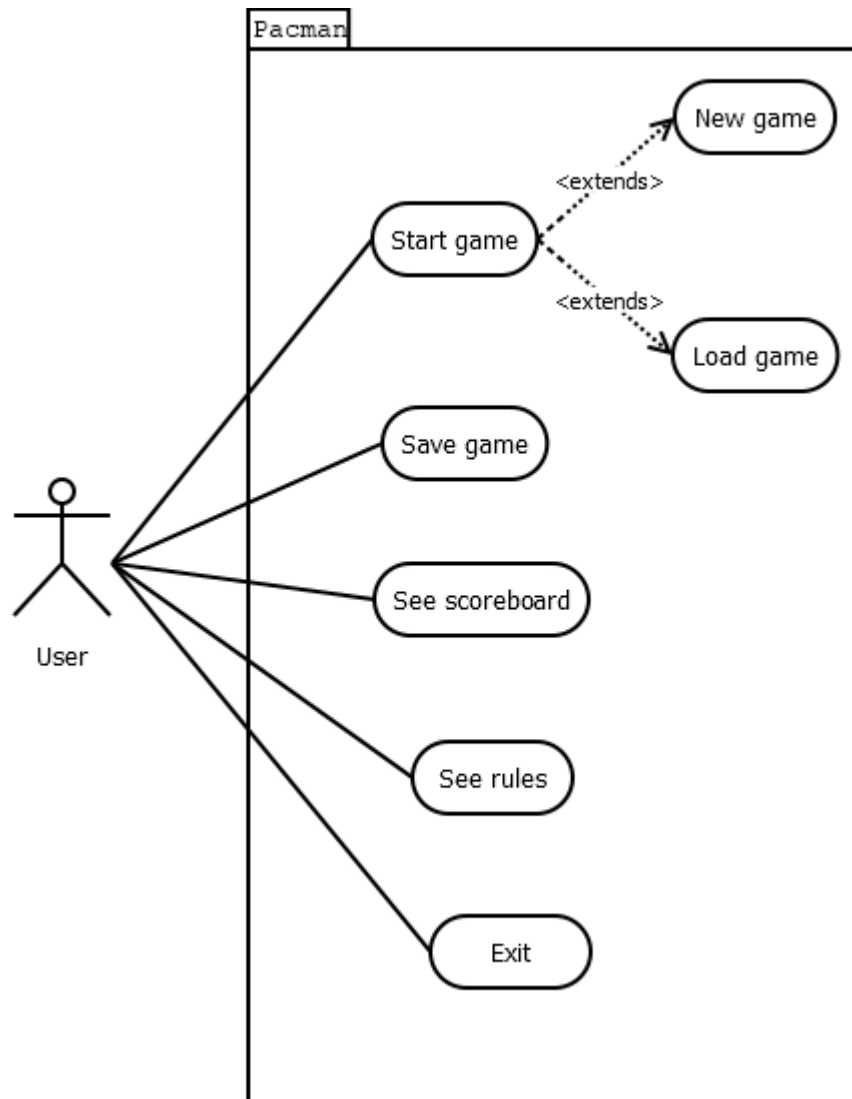 Pacman
New game
<extends>
Start game
<extends>
Load game
Save game
See scoreboard
User
See rules
Exit